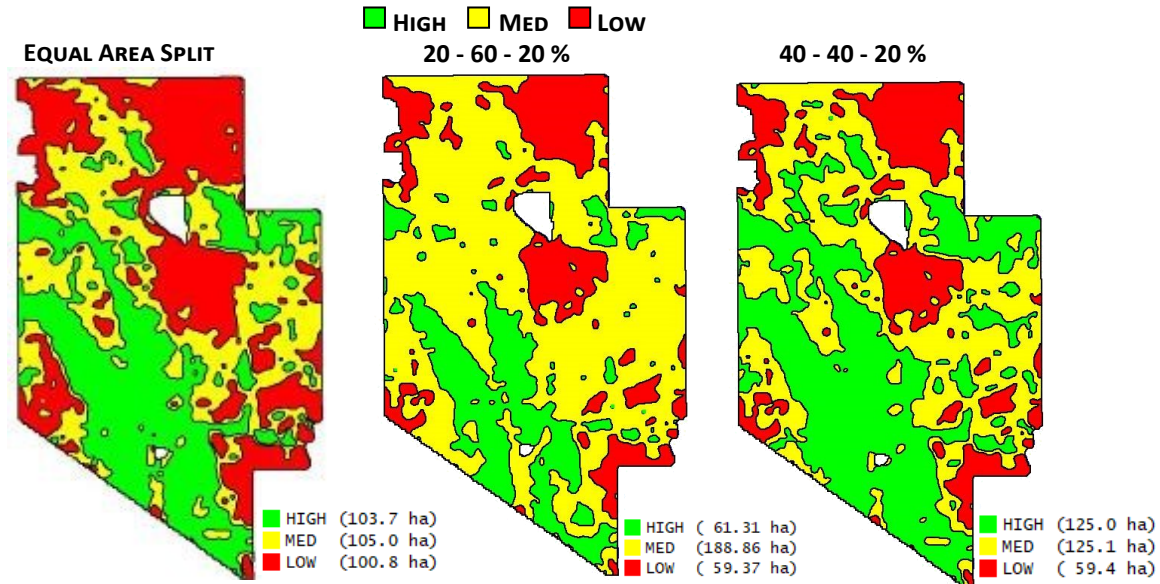 HIGH MED LOW
EQUAL AREA SPLIT
20 - 60 - 20 %
40 - 40 - 20 %
HIGH (103.7 ha)
MED (105.0 ha)
LOW (100.8 ha)
HIGH ( 61.31 ha)
MED (188.86 ha)
LOW ( 59.37 ha)
HIGH (125.0 ha)
MED (125.1 ha)
LOW ( 59.4 ha)